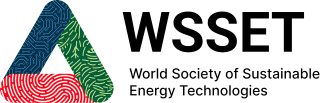 WSSET
World Society of Sustainable
Energy Technologies